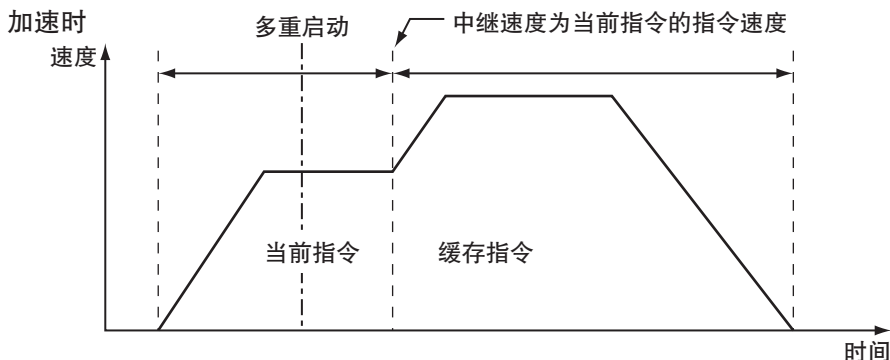 加速时
多重启动
中继速度为当前指令的指令速度
速度
当前指令
缓存指令
时间